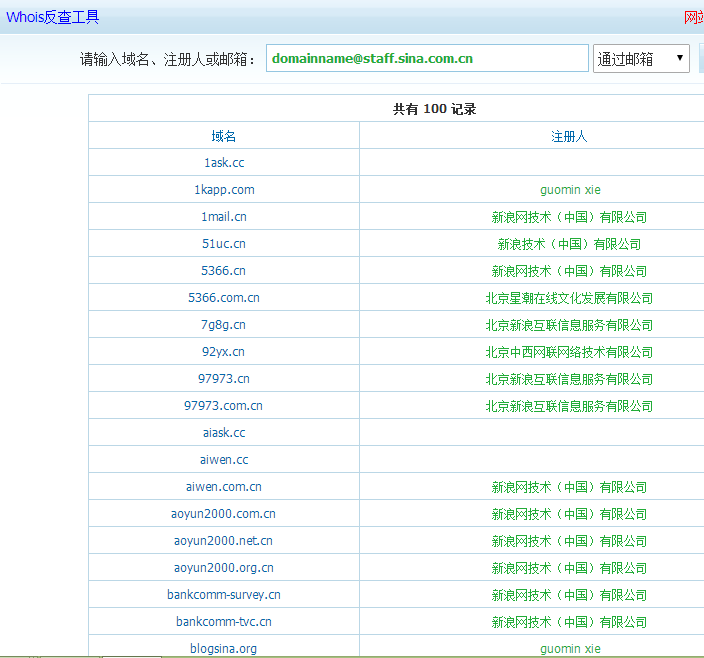 Whois反查工具
请输入域名、注册人或邮箱： domainname@staff.sina.com.cn 通过邮箱
共有 100 记录
域名 注册人
1ask.cc
1kapp.com guomin xie
1mail.cn 新浪网技术（中国）有限公司
51uc.cn 新浪技术（中国）有限公司
5366.cn 新浪网技术（中国）有限公司
5366.com.cn 北京星潮在线文化发展有限公司
7g8g.cn 北京新浪互联信息服务有限公司
92yx.cn 北京中西网联网络技术有限公司
97973.cn 北京新浪互联信息服务有限公司
97973.com.cn 北京新浪互联信息服务有限公司
aiask.cc
aiwen.cc
aiwen.com.cn 新浪网技术（中国）有限公司
aoyun2000.com.cn 新浪网技术（中国）有限公司
aoyun2000.net.cn 新浪网技术（中国）有限公司
aoyun2000.org.cn 新浪网技术（中国）有限公司
bankcomm-survey.cn 新浪网技术（中国）有限公司
bankcomm-tvc.cn 新浪网技术（中国）有限公司
blogsina.org guomin xie